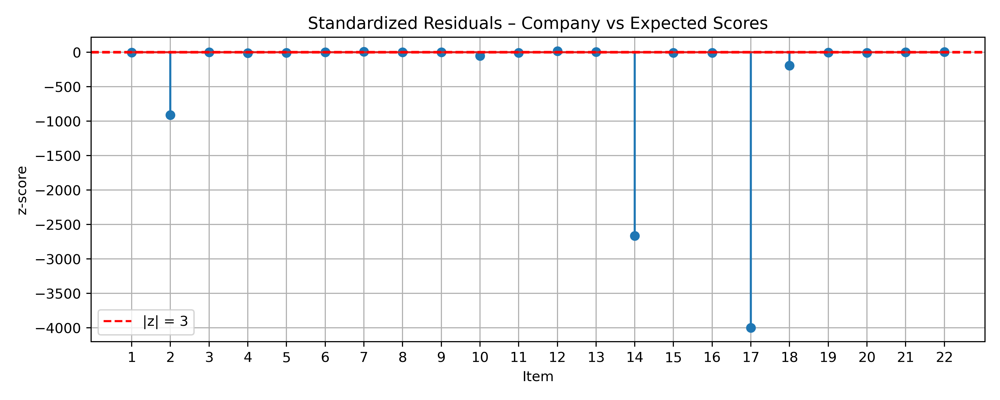 Standardized Residuals – Company vs Expected Scores
0
−500
−1000
−1500
−2000
−2500
−3000
−3500
−4000
z-score
|z| = 3
1 2 3 4 5 6 7 8 9 10 11 12 13 14 15 16 17 18 19 20 21 22
Item